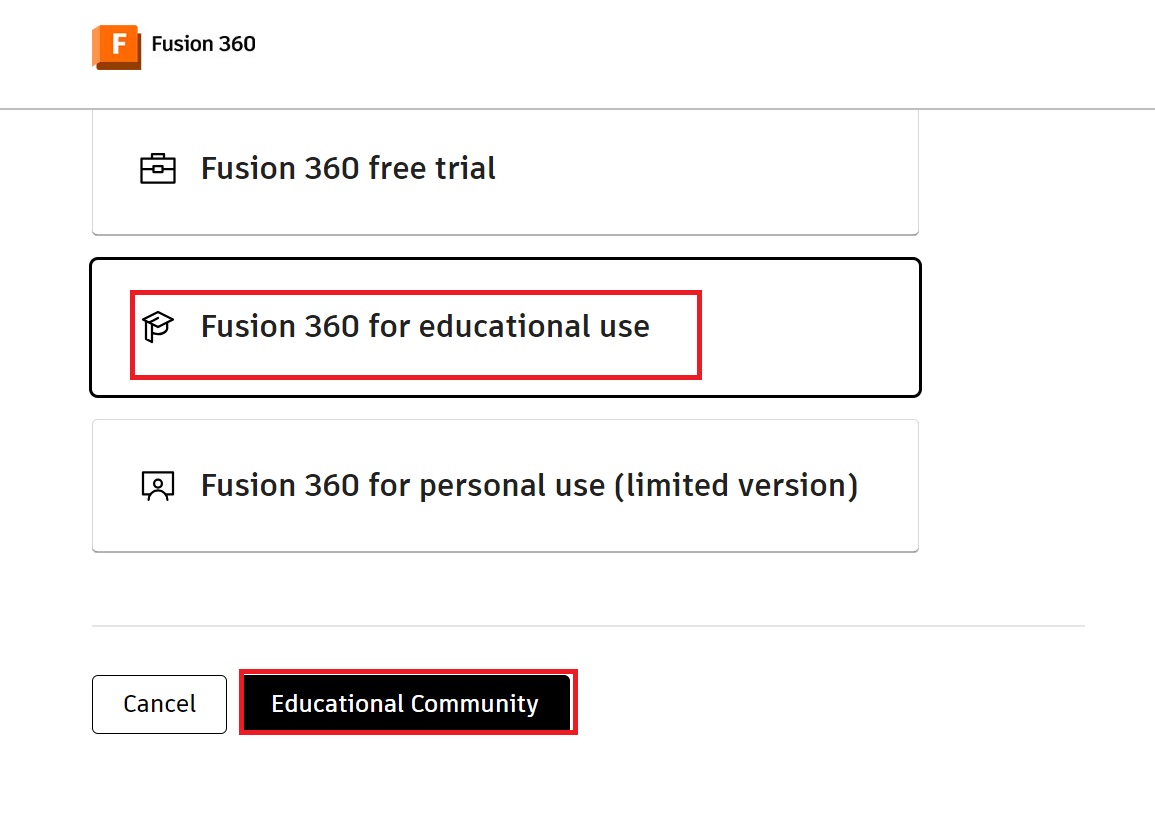 F Fusion 360
Fusion 360 free trial
Fusion 360 for educational use
Fusion 360 for personal use (limited version)
Cancel Educational Community